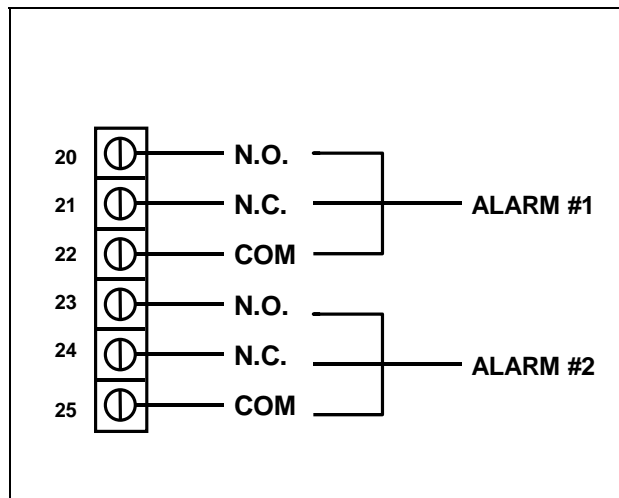 20 N.O.
21 N.C. ALARM #1
22 COM
23 N.O.
24 N.C. ALARM #2
25 COM